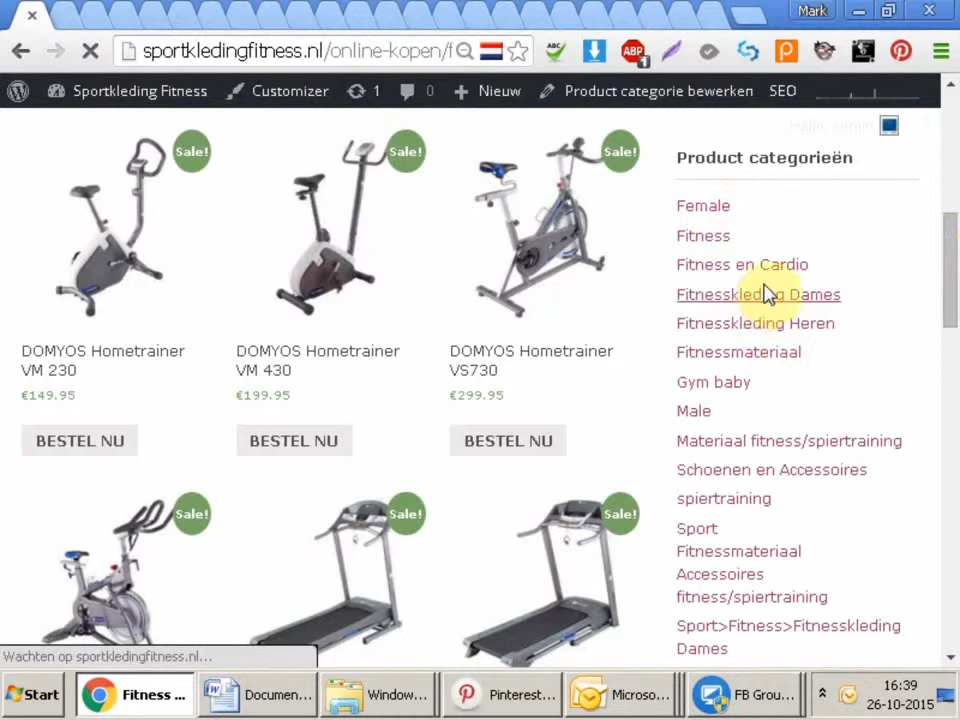 Mark
sportkledingfitness.nl/online-kopen/f
ABC
ABP
1
Sportkleding Fitness
Customizer
1
0
Nieuw
Product categorie bewerken
SEO
Sale!
Sale!
Sale!
Product categorieën
Female
Fitness
Fitness en Cardio
Fitnesskleding Dames
Fitnesskleding Heren
Fitnessmateriaal
Gym baby
Male
Materiaal fitness/spiertraining
Schoenen en Accessoires
spiertraining
Sport
Fitnessmateriaal
Accessoires
fitness/spiertraining
Sport>Fitness>Fitnesskleding
Dames
DOMYOS Hometrainer
VM 230
€149.95
BESTEL NU
DOMYOS Hometrainer
VM 430
€199.95
BESTEL NU
DOMYOS Hometrainer
VS730
€299.95
BESTEL NU
Sale!
Sale!
Sale!
Wachten op sportkledingfitness.nl...
Start
Fitness ...
Documen...
Window...
Pinterest...
Microso...
FB Grou...
16:39
26-10-2015